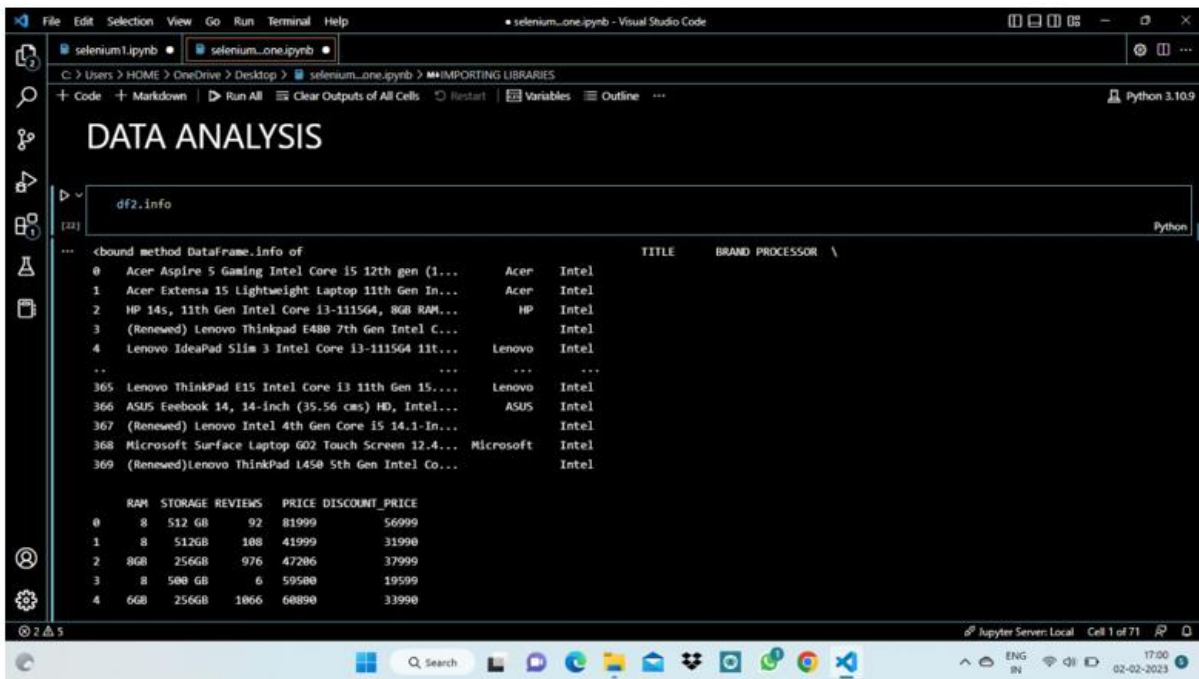 File Edit Selection View Go Run Terminal Help
● selenium...one.ipynb - Visual Studio Code
selenium1.ipynb ●
selenium...one.ipynb ●
C: > Users > HOME > OneDrive > Desktop > selenium...one.ipynb > M↓IMPORTING LIBRARIES
+ Code + Markdown | Run All Clear Outputs of All Cells Restart | Variables Outline ...
Python 3.10.9
DATA ANALYSIS
df2.info
[22]
Python
... <bound method DataFrame.info of TITLE BRAND PROCESSOR \
0 Acer Aspire 5 Gaming Intel Core i5 12th gen (1... Acer Intel
1 Acer Extensa 15 Lightweight Laptop 11th Gen In... Acer Intel
2 HP 14s, 11th Gen Intel Core i3-1115G4, 8GB RAM... HP Intel
3 (Renewed) Lenovo Thinkpad E480 7th Gen Intel C... Intel
4 Lenovo IdeaPad Slim 3 Intel Core i3-1115G4 11t... Lenovo Intel
.. ... ... ...
365 Lenovo ThinkPad E15 Intel Core i3 11th Gen 15.... Lenovo Intel
366 ASUS Eeebook 14, 14-inch (35.56 cms) HD, Intel... ASUS Intel
367 (Renewed) Lenovo Intel 4th Gen Core i5 14.1-In... Intel
368 Microsoft Surface Laptop GO2 Touch Screen 12.4... Microsoft Intel
369 (Renewed)Lenovo ThinkPad L450 5th Gen Intel Co... Intel
RAM STORAGE REVIEWS PRICE DISCOUNT_PRICE
0 8 512 GB 92 81999 56999
1 8 512GB 108 41999 31990
2 8GB 256GB 976 47206 37999
3 8 500 GB 6 59500 19599
4 6GB 256GB 1066 60890 33990
2 5
Jupyter Server: Local Cell 1 of 71
Search
ENG
IN
17:00
02-02-2023